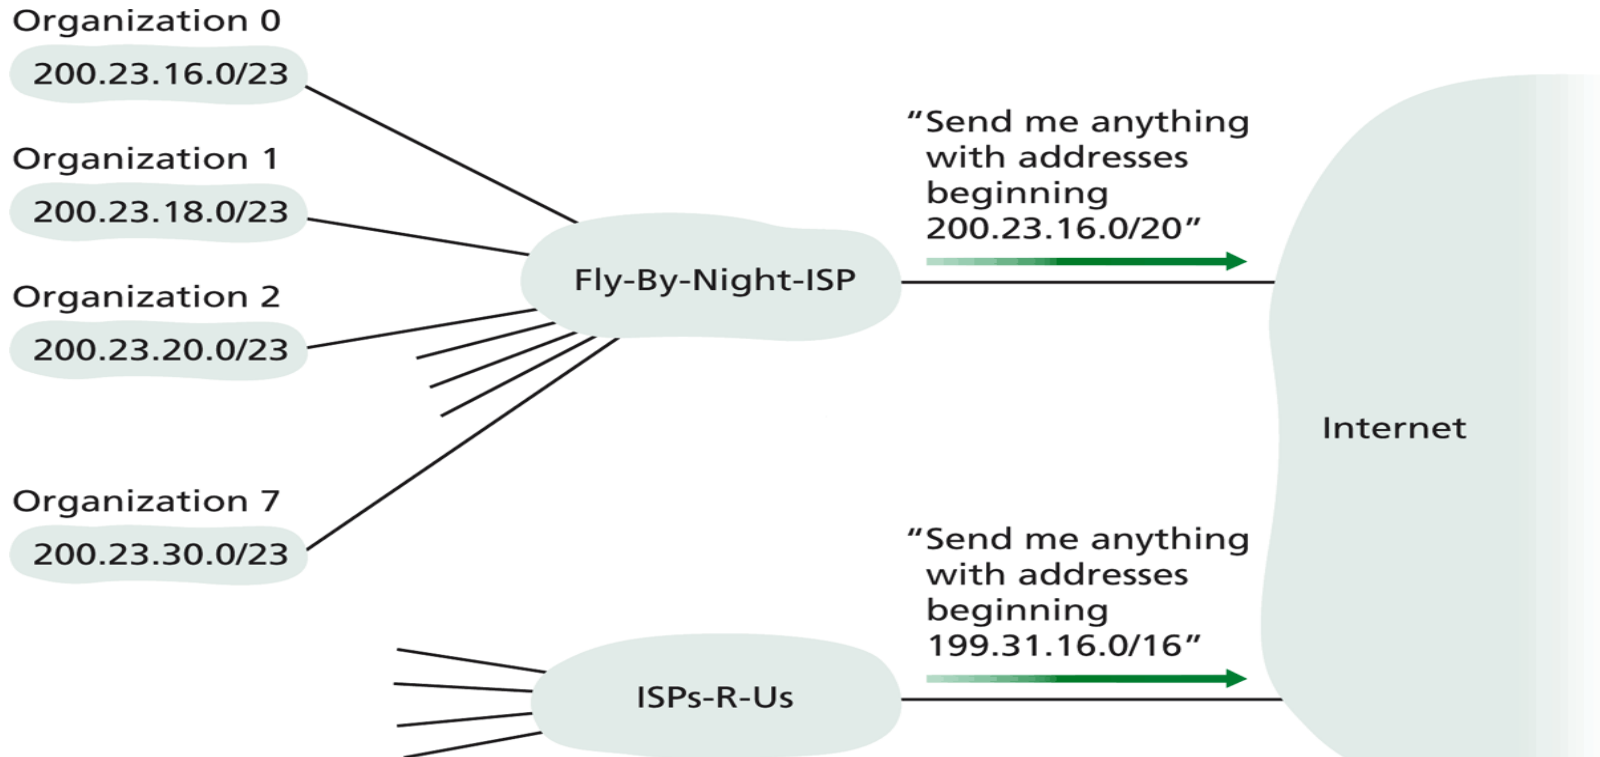 Organization 0
200.23.16.0/23
Organization 1
200.23.18.0/23
Organization 2
200.23.20.0/23
Organization 7
200.23.30.0/23
Fly-By-Night-ISP
“Send me anything
with addresses
beginning
200.23.16.0/20”
Internet
ISPs-R-Us
“Send me anything
with addresses
beginning
199.31.16.0/16”